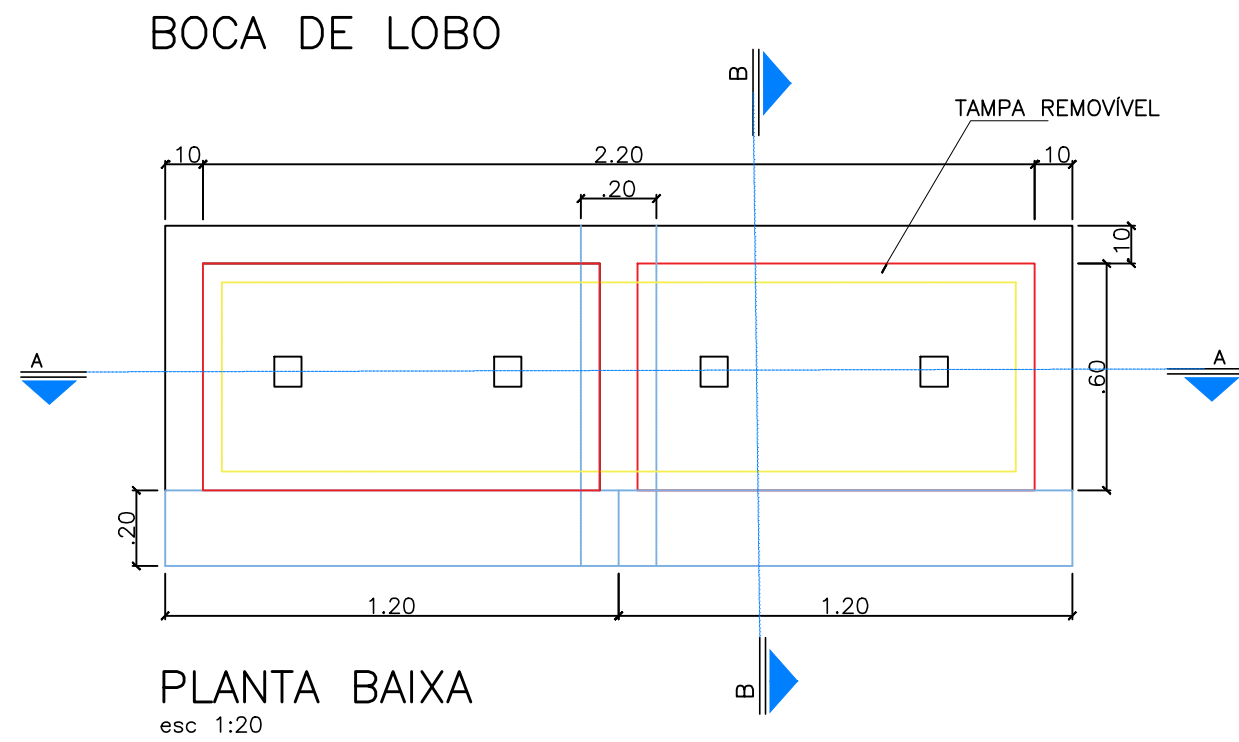 BOCA DE LOBO
B
TAMPA REMOVÍVEL
10
2.20
10
.20
10
A
A
.60
.20
1.20
1.20
B
PLANTA BAIXA
esc 1:20